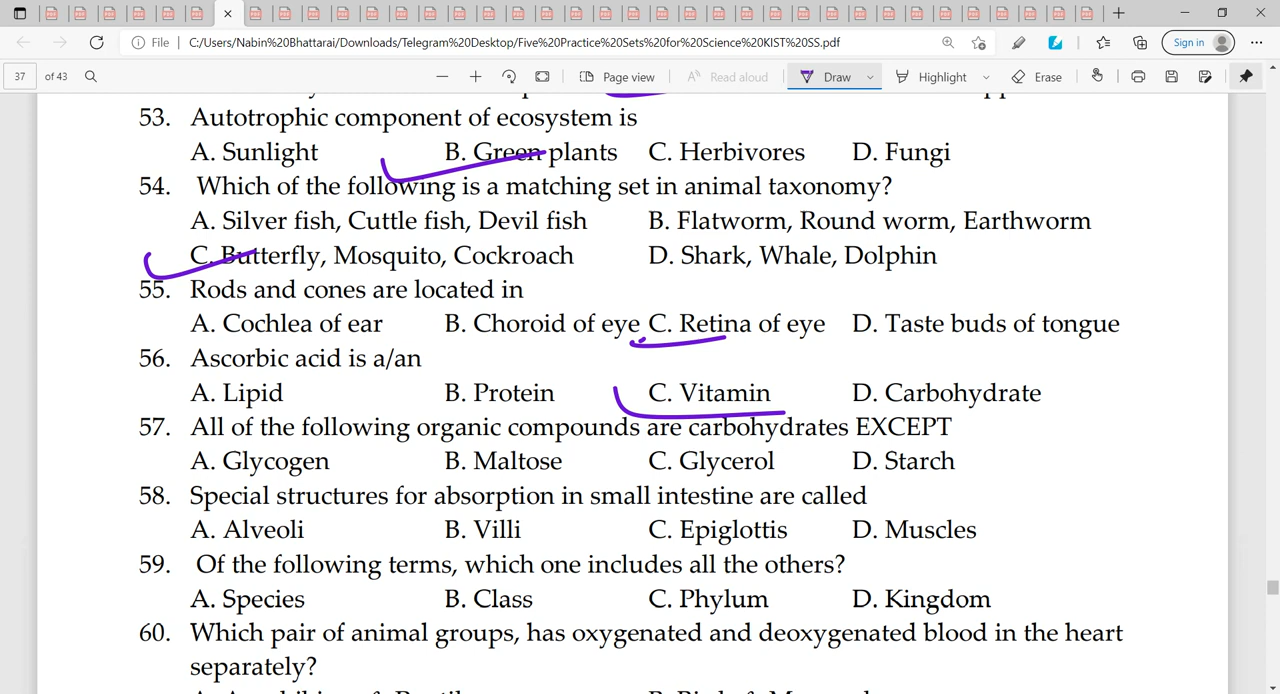 File C:/Users/Nabin%20Bhattarai/Downloads/Telegram%20Desktop/Five%20Practice%20Sets%20for%20Science%20KIST%20SS.pdf Sign in
37 of 43 Page view Read aloud Draw Highlight Erase
53. Autotrophic component of ecosystem is
A. Sunlight B. Green plants C. Herbivores D. Fungi
54. Which of the following is a matching set in animal taxonomy?
A. Silver fish, Cuttle fish, Devil fish B. Flatworm, Round worm, Earthworm
C. Butterfly, Mosquito, Cockroach D. Shark, Whale, Dolphin
55. Rods and cones are located in
A. Cochlea of ear B. Choroid of eye C. Retina of eye D. Taste buds of tongue
56. Ascorbic acid is a/an
A. Lipid B. Protein C. Vitamin D. Carbohydrate
57. All of the following organic compounds are carbohydrates EXCEPT
A. Glycogen B. Maltose C. Glycerol D. Starch
58. Special structures for absorption in small intestine are called
A. Alveoli B. Villi C. Epiglottis D. Muscles
59. Of the following terms, which one includes all the others?
A. Species B. Class C. Phylum D. Kingdom
60. Which pair of animal groups, has oxygenated and deoxygenated blood in the heart
separately?